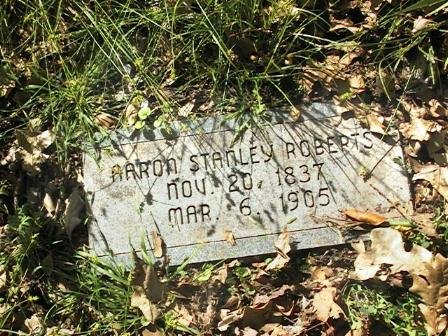 AARON STANLEY ROBERTS
NOV. 20, 1837
MAR. 6, 1905